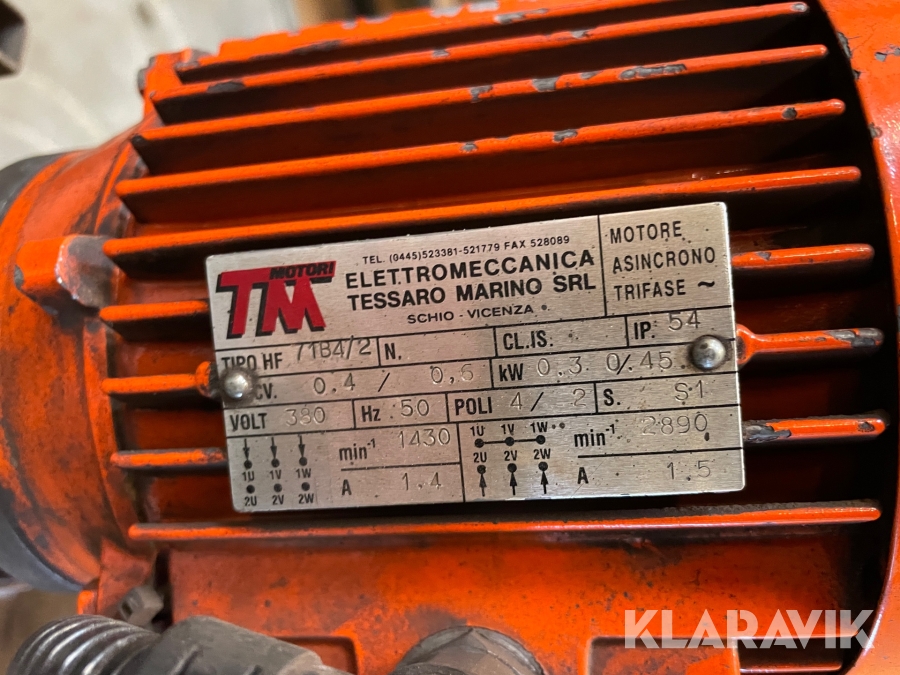 TEL. (0445)523381-521779 FAX 528089
TM MOTORI
ELETTROMECCANICA
TESSARO MARINO SRL
SCHIO - VICENZA
MOTORE
ASINCRONO
TRIFASE ~
TIPO HF 71B4/2 N. CL.IS. IP. 54
CV. 0.4 / 0,6 kW 0.3 0/.45
VOLT 380 Hz 50 POLI 4/ 2 S. S1
1U 1V 1W
2U 2V 2W
min-1 1430
A 1.4
1U 1V 1W
2U 2V 2W
min-1 2890
A 1.5
KLARAVIK